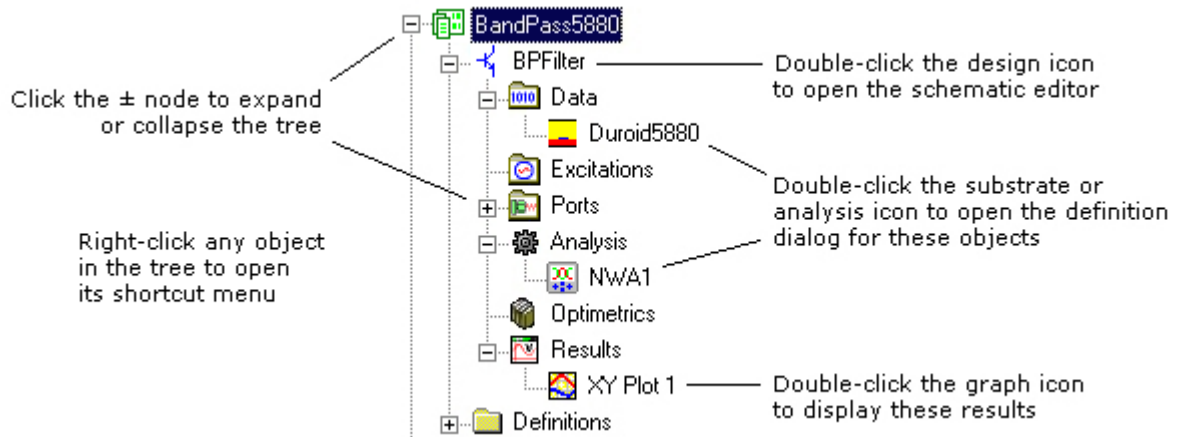 BandPass5880
BPFilter
Double-click the design icon
to open the schematic editor
Click the ± node to expand
or collapse the tree
Data
Duroid5880
Excitations
Double-click the substrate or
analysis icon to open the definition
dialog for these objects
Ports
Right-click any object
in the tree to open
its shortcut menu
Analysis
NWA1
Optimetrics
Results
XY Plot 1
Double-click the graph icon
to display these results
Definitions